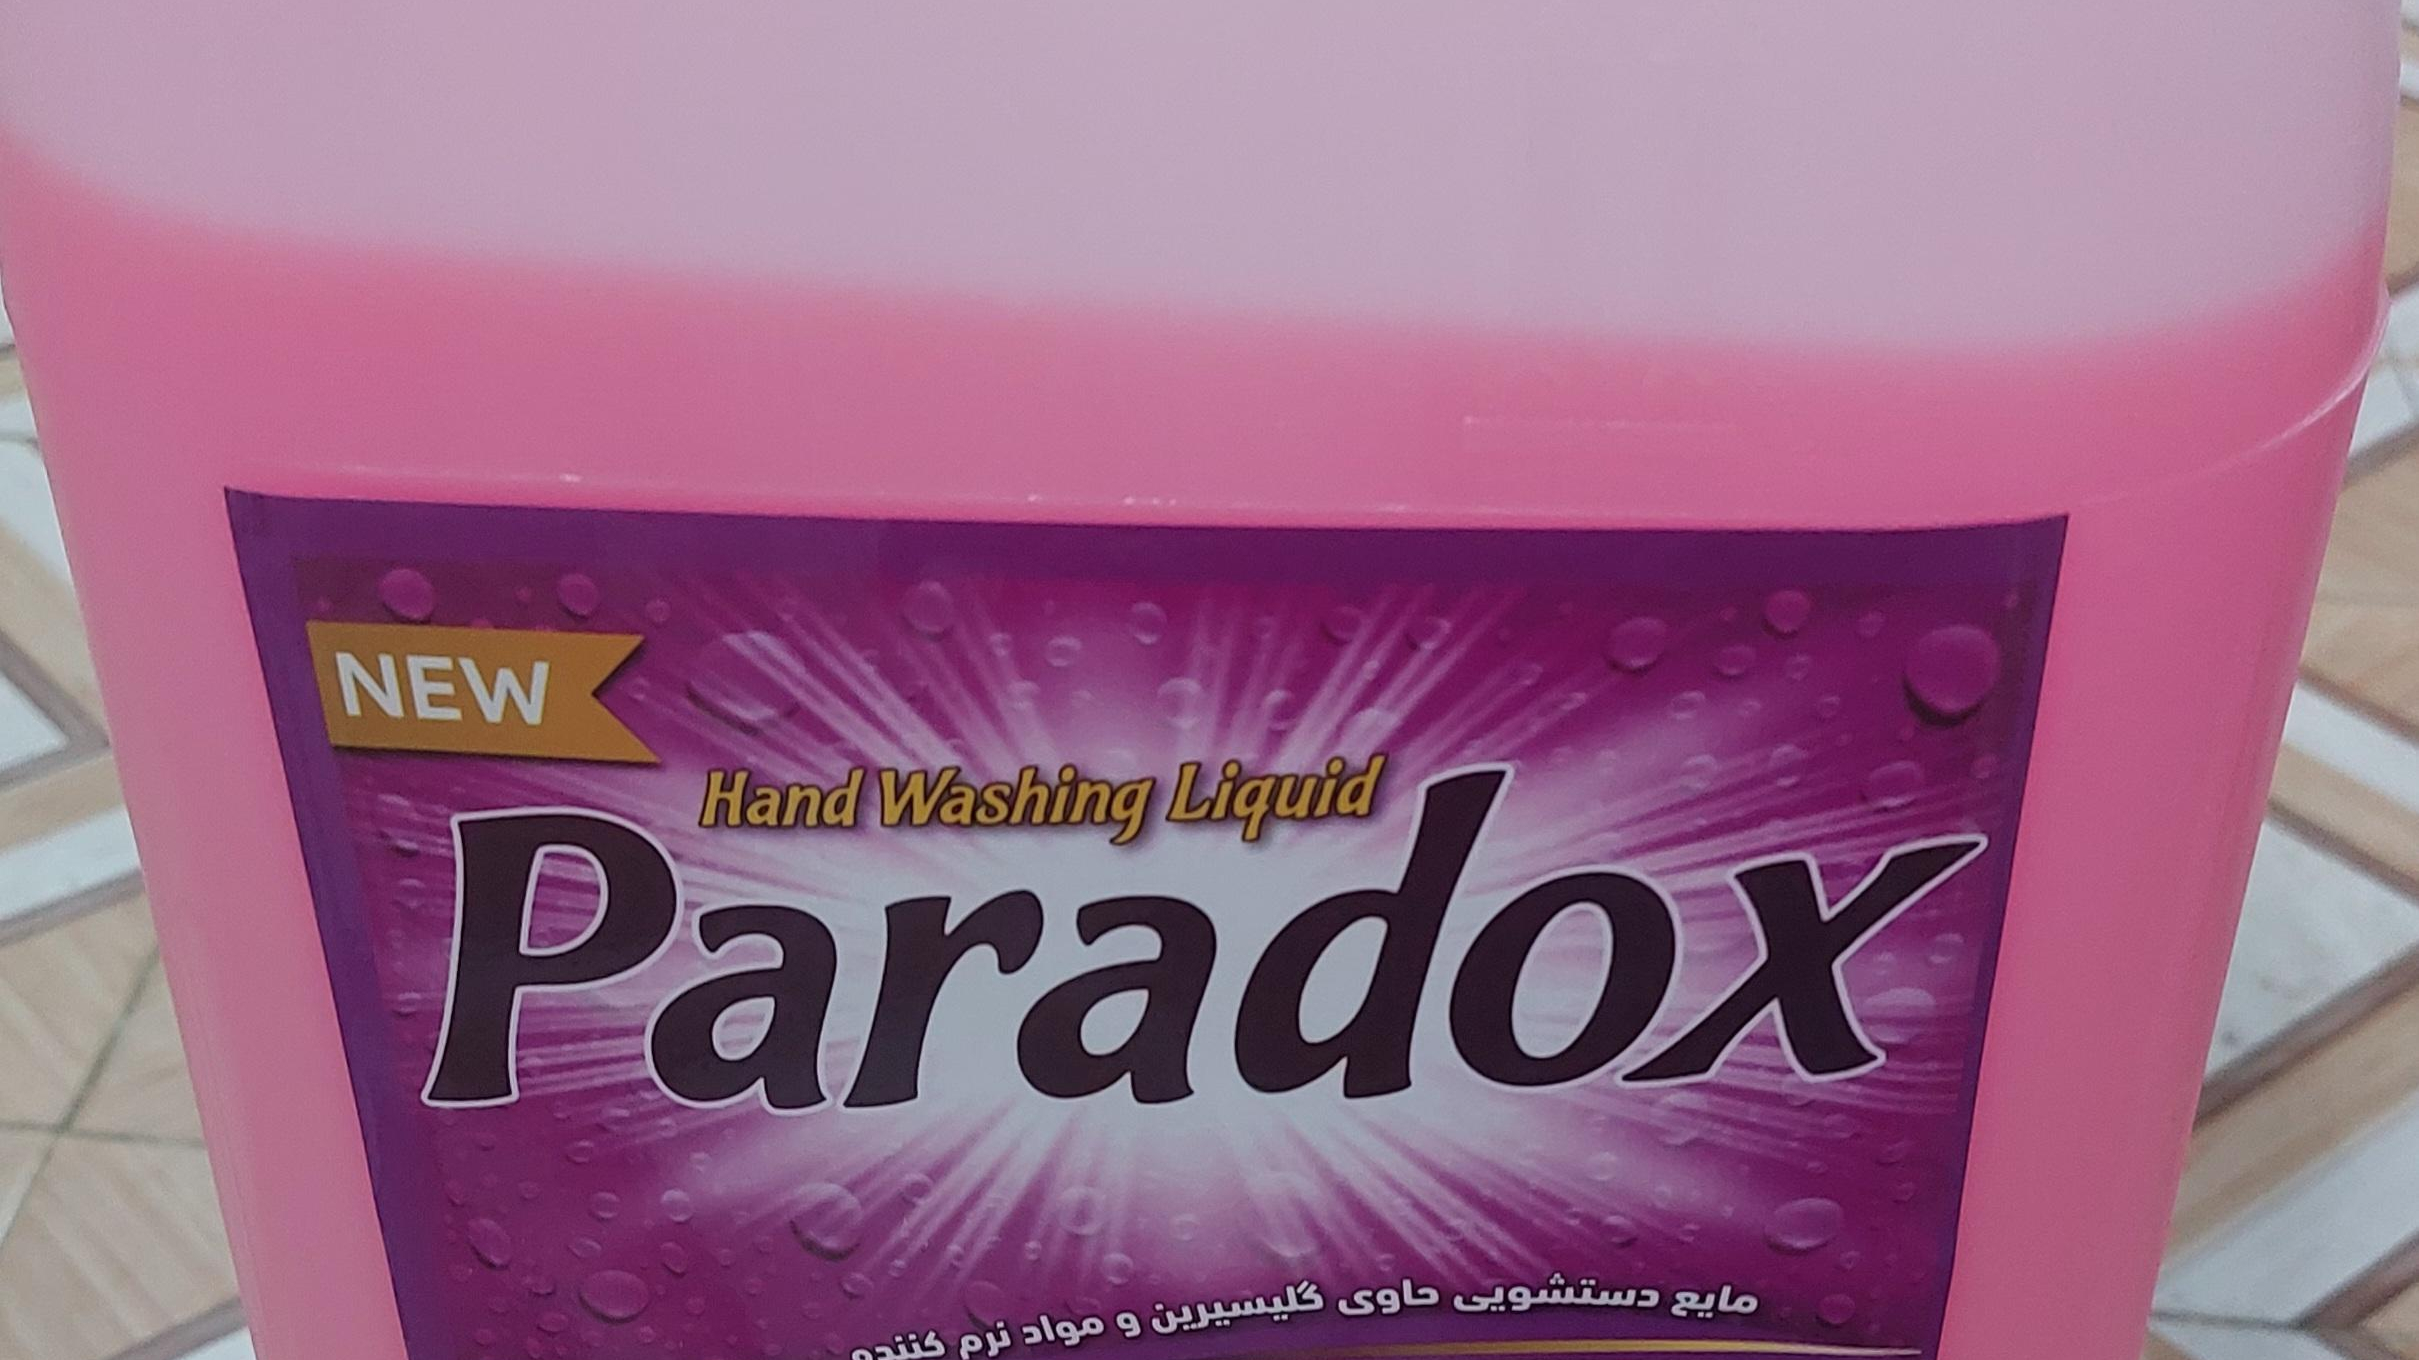 NEW
Hand Washing Liquid
Paradox
مایع دستشویی حاوی گلیسیرین و مواد نرم کننده